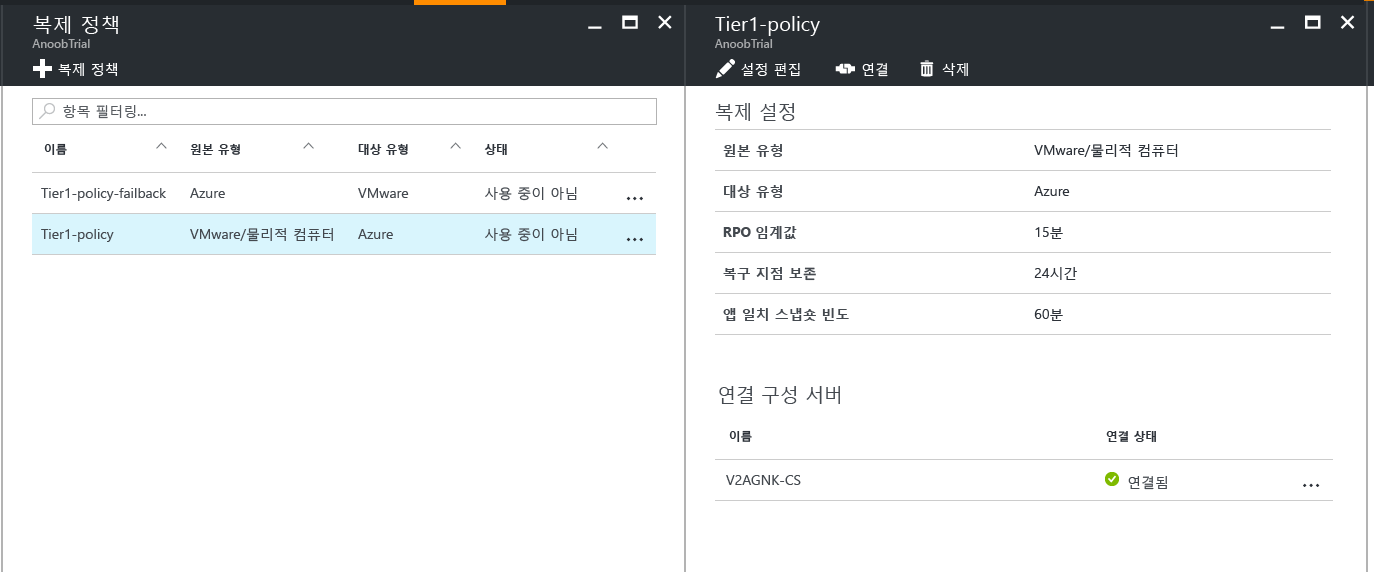 복제 정책
AnoobTrial
복제 정책
항목 필터링...
이름 원본 유형 대상 유형 상태
Tier1-policy-failback Azure VMware 사용 중이 아님 ...
Tier1-policy VMware/물리적 컴퓨터 Azure 사용 중이 아님 ...
Tier1-policy
AnoobTrial
설정 편집 연결 삭제
복제 설정
원본 유형 VMware/물리적 컴퓨터
대상 유형 Azure
RPO 임계값 15분
복구 지점 보존 24시간
앱 일치 스냅숏 빈도 60분
연결 구성 서버
이름 연결 상태
V2AGNK-CS 연결됨 ...